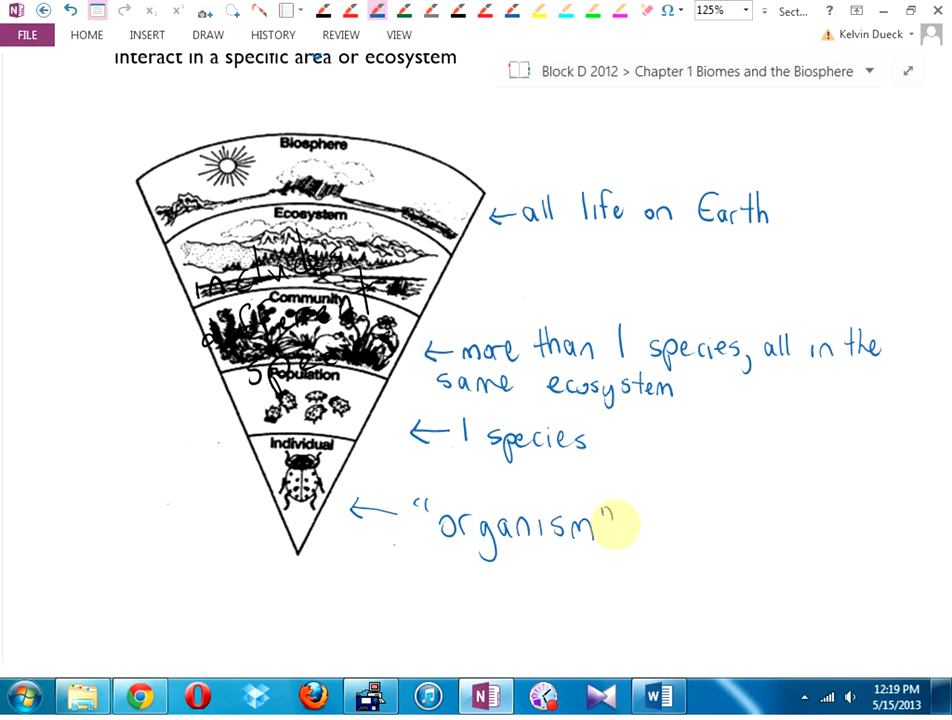 125%
Sect...
?
FILE
HOME
INSERT
DRAW
HISTORY
REVIEW
VIEW
Kelvin Dueck
interact in a specific area or ecosystem
Block D 2012 > Chapter 1 Biomes and the Biosphere
Biosphere
← all life on Earth
Ecosystem
includes
Community
← more than 1 species, all in the
same ecosystem
Population
← 1 species
Individual
← "organism"
12:19 PM
5/15/2013